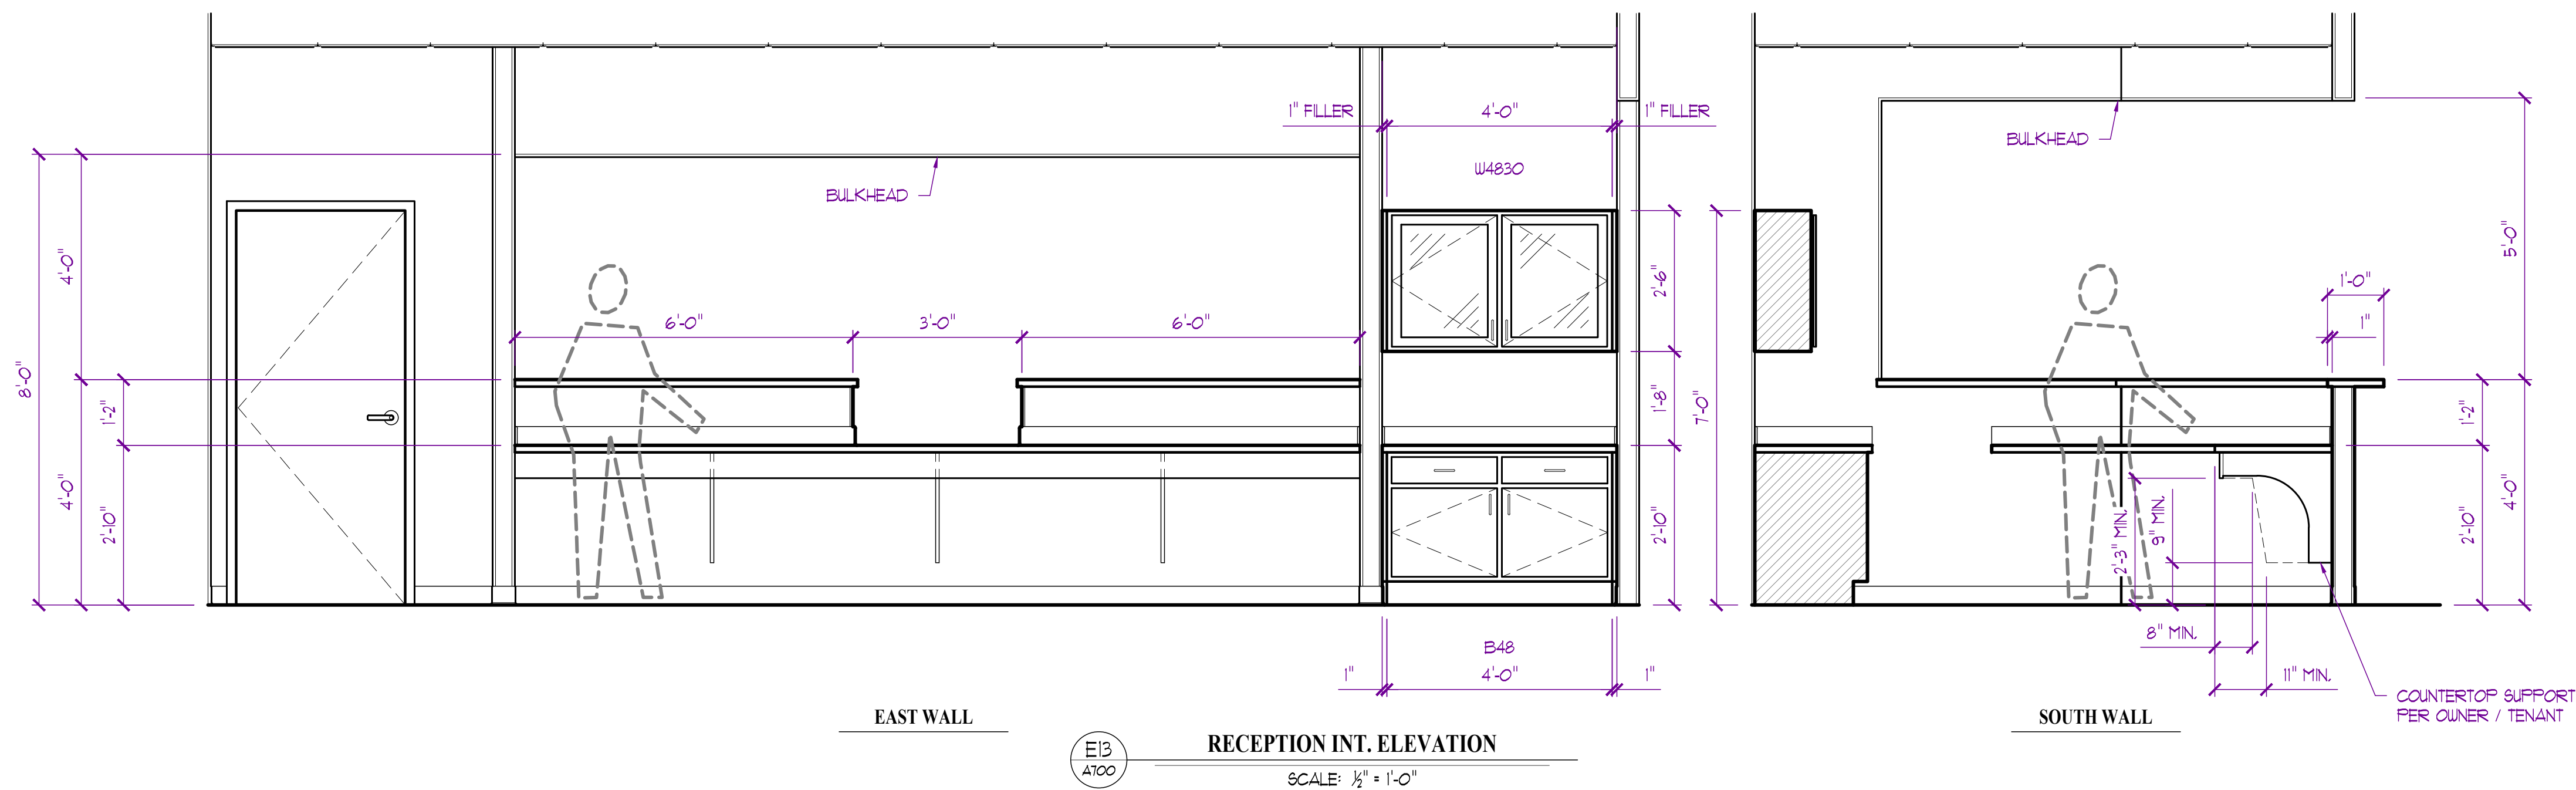 1" FILLER
4'-0"
1" FILLER
W4830
BULKHEAD
BULKHEAD
8'-0"
4'-0"
4'-0"
1'-2"
2'-10"
6'-0"
3'-0"
6'-0"
2'-6"
1'-8"
2'-10"
7'-0"
5'-0"
1'-0"
1"
1'-2"
2'-10"
4'-0"
2'-3" MIN.
9" MIN.
8" MIN.
11" MIN.
B48
1"
4'-0"
1"
COUNTERTOP SUPPORT
PER OWNER / TENANT
EAST WALL
SOUTH WALL
E13
A700
RECEPTION INT. ELEVATION
SCALE: ½" = 1'-0"